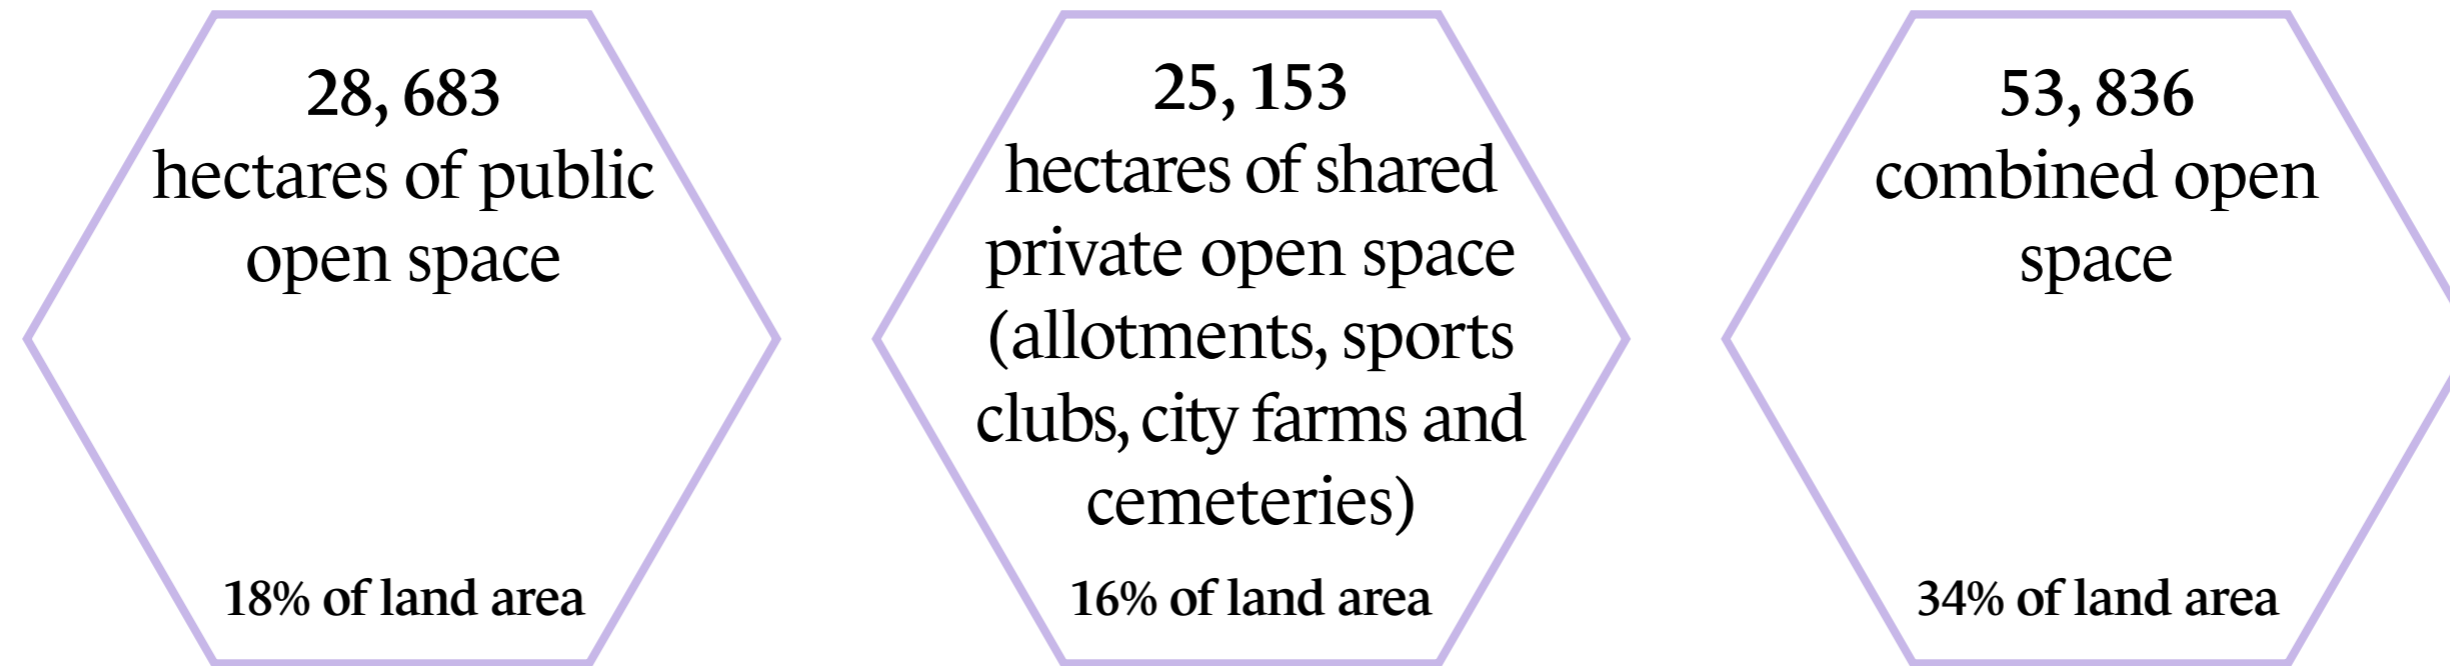 28, 683
hectares of public
open space
18% of land area
25, 153
hectares of shared
private open space
(allotments, sports
clubs, city farms and
cemeteries)
16% of land area
53, 836
combined open
space
34% of land area